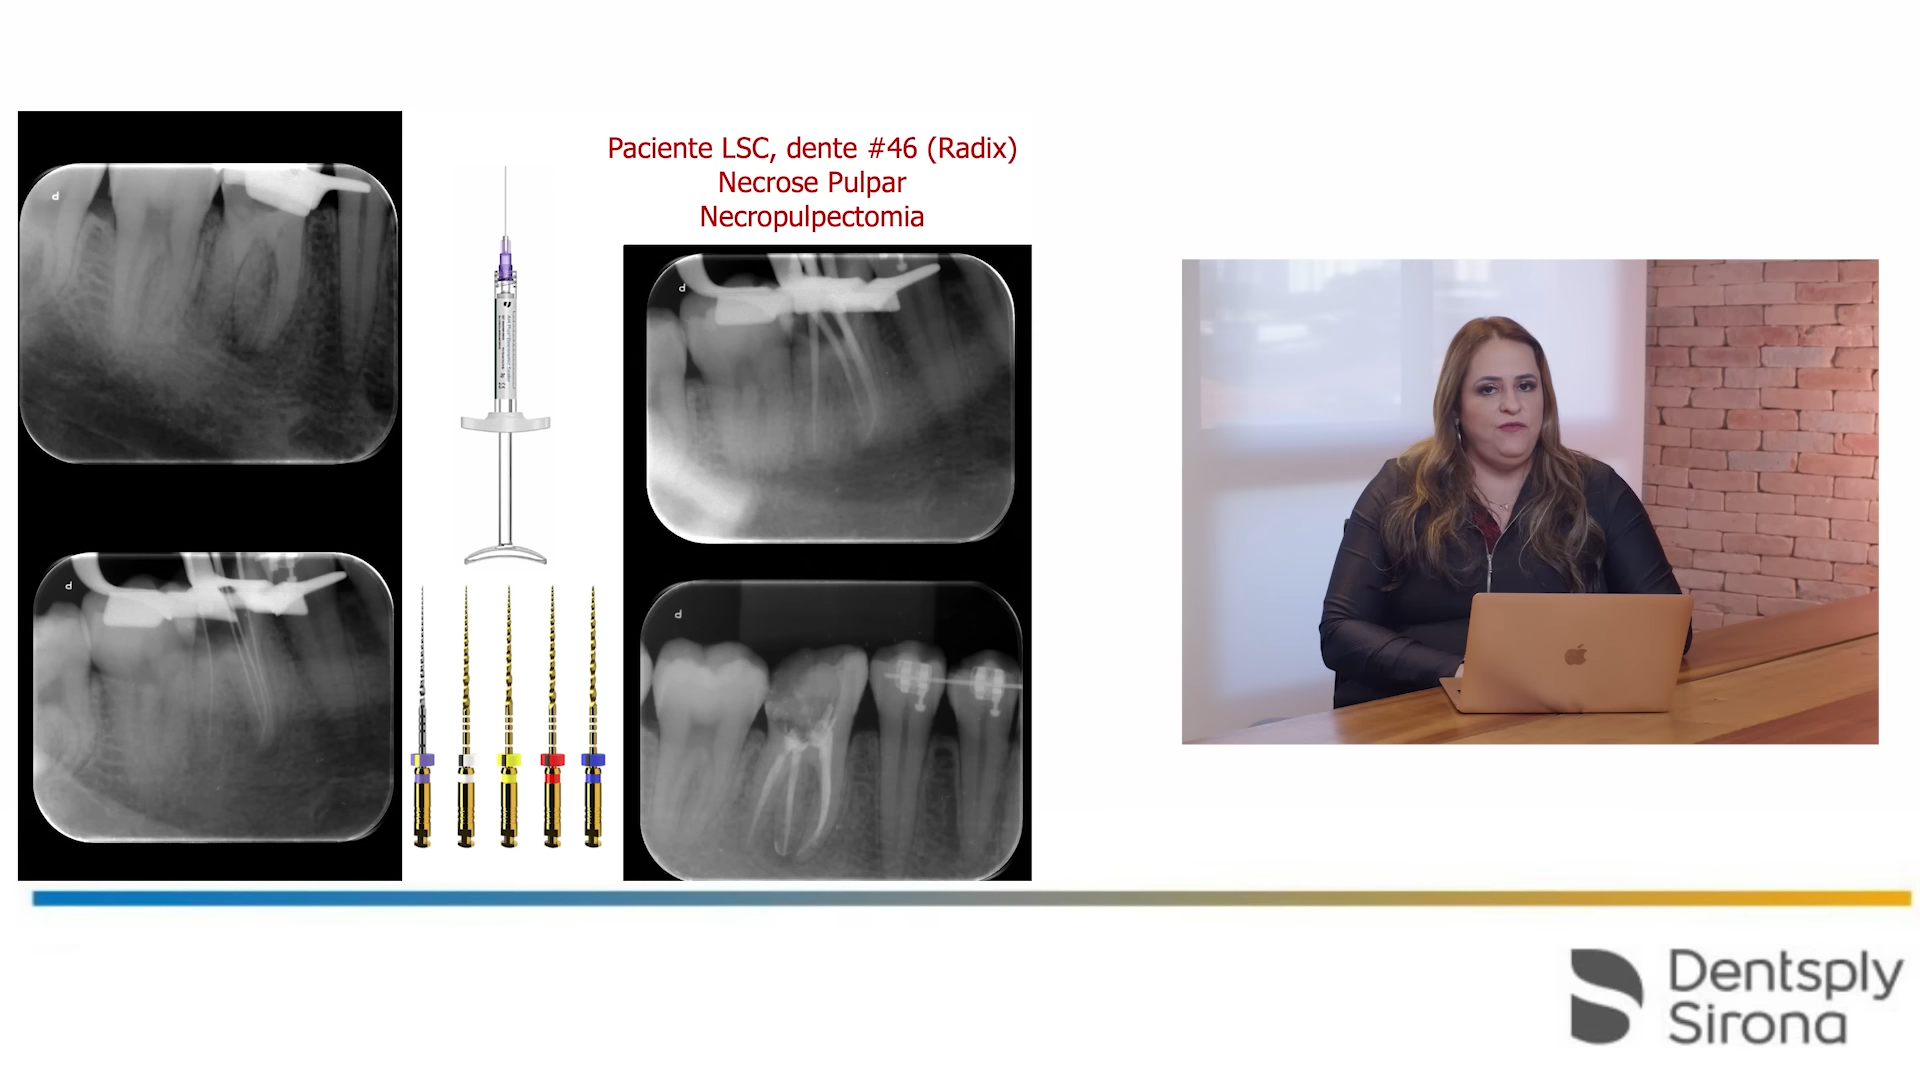 Paciente LSC, dente #46 (Radix)
Necrose Pulpar
Necropulpectomia
d
d
d
d
Dentsply
Sirona